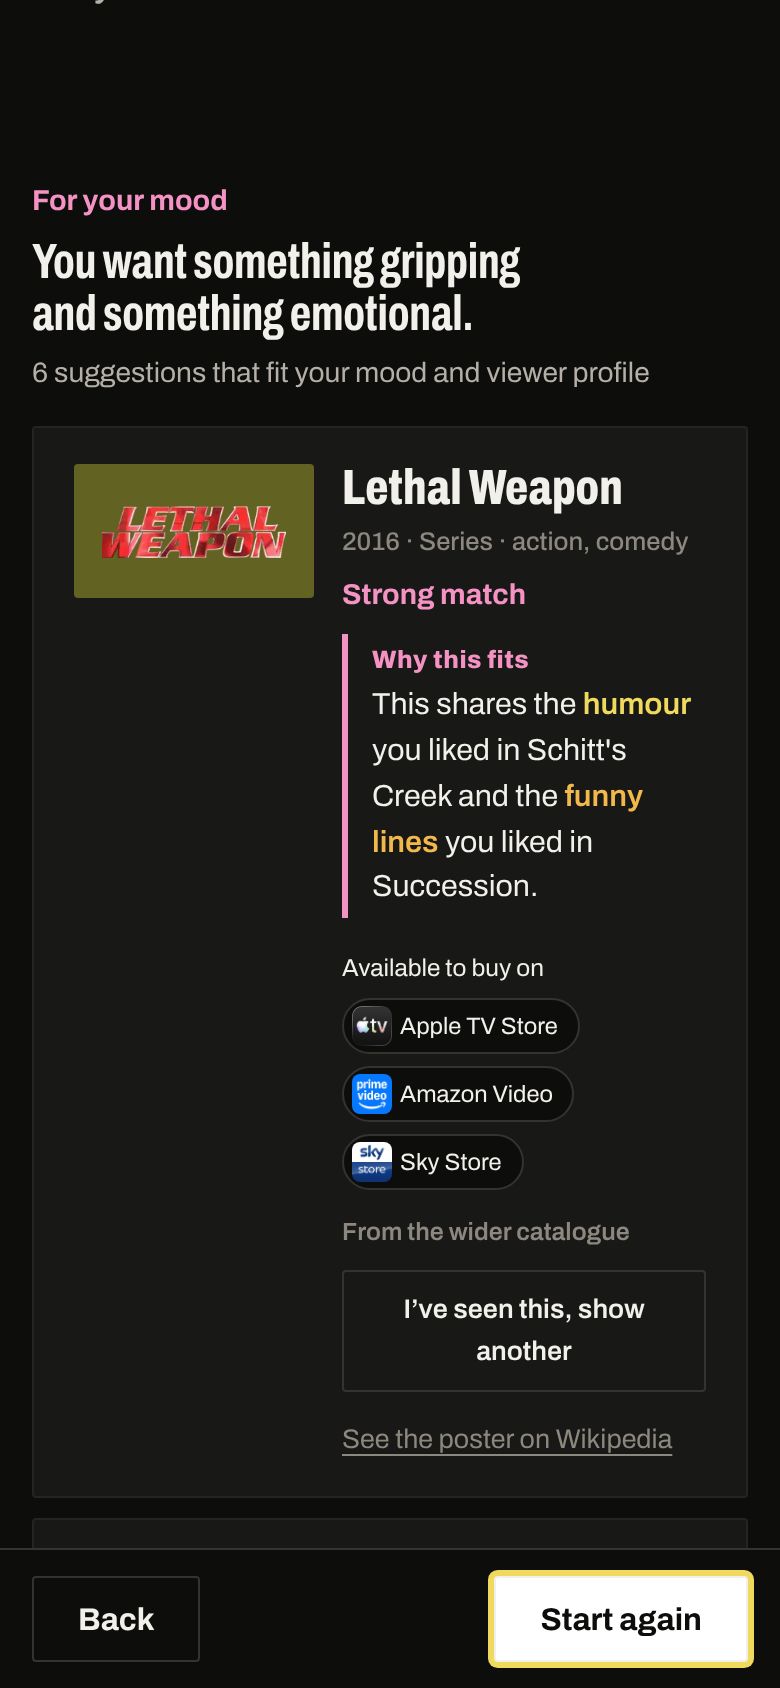 For your mood
You want something gripping
and something emotional.
6 suggestions that fit your mood and viewer profile
LETHAL
WEAPON
Lethal Weapon
2016 · Series · action, comedy
Strong match
Why this fits
This shares the humour
you liked in Schitt's
Creek and the funny
lines you liked in
Succession.
Available to buy on
tv Apple TV Store
prime
video
Amazon Video
sky
store
Sky Store
From the wider catalogue
I’ve seen this, show
another
See the poster on Wikipedia
Back
Start again